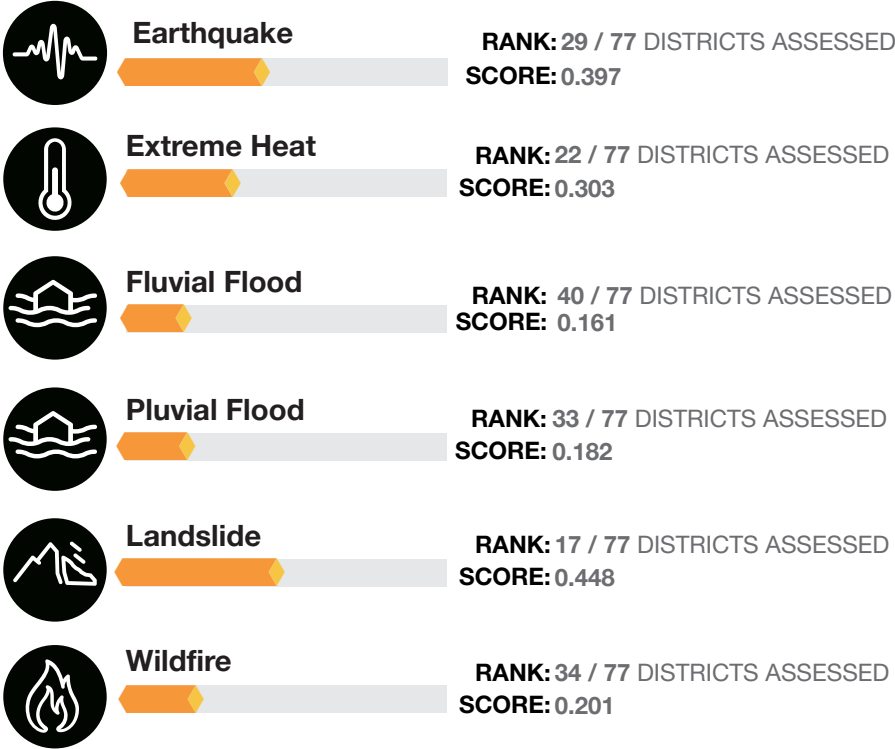 Earthquake
RANK: 29 / 77 DISTRICTS ASSESSED
SCORE: 0.397
Extreme Heat
RANK: 22 / 77 DISTRICTS ASSESSED
SCORE: 0.303
Fluvial Flood
RANK: 40 / 77 DISTRICTS ASSESSED
SCORE: 0.161
Pluvial Flood
RANK: 33 / 77 DISTRICTS ASSESSED
SCORE: 0.182
Landslide
RANK: 17 / 77 DISTRICTS ASSESSED
SCORE: 0.448
Wildfire
RANK: 34 / 77 DISTRICTS ASSESSED
SCORE: 0.201